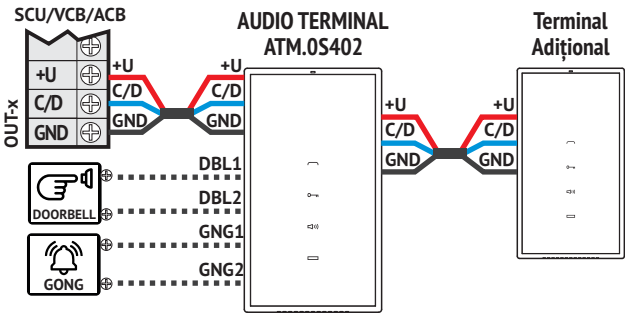 SCU/VCB/ACB
AUDIO TERMINAL
ATM.0S402
Terminal
Adițional
OUT-x
+U
C/D
GND
+U
C/D
GND
+U
C/D
GND
+U
C/D
GND
+U
C/D
GND
DOORBELL
DBL1
DBL2
GONG
GNG1
GNG2